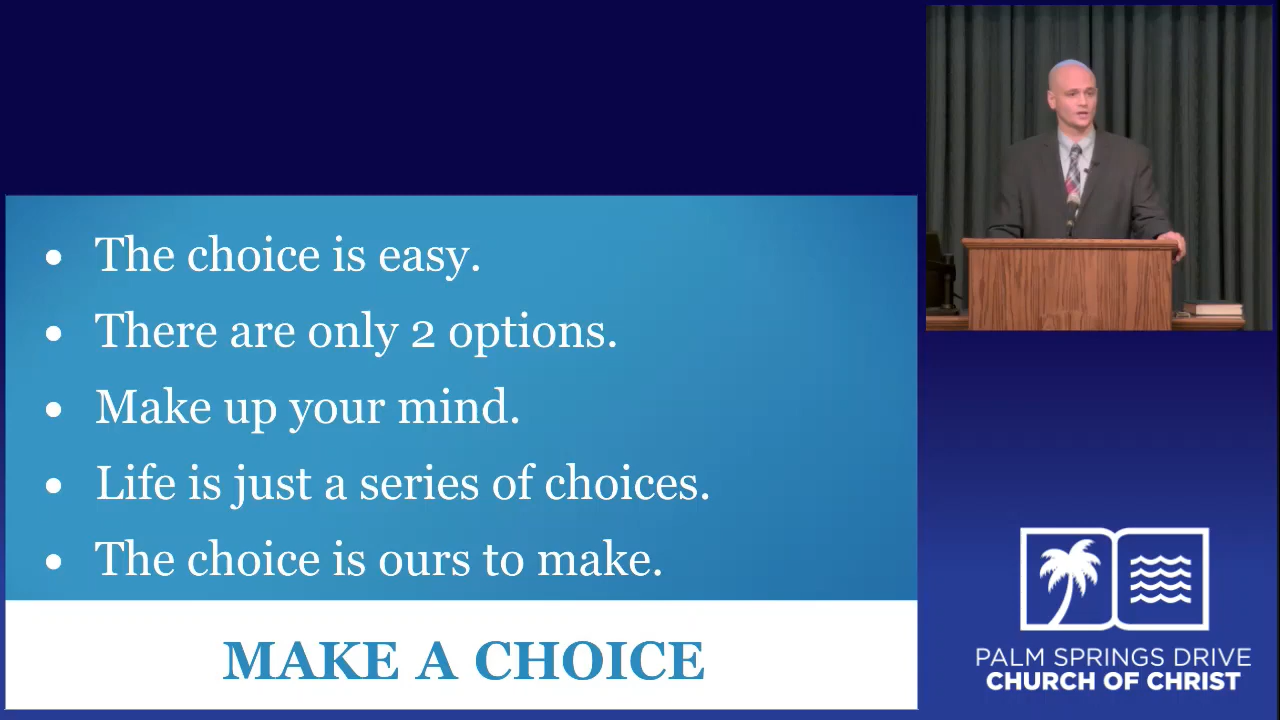 • The choice is easy.
• There are only 2 options.
• Make up your mind.
• Life is just a series of choices.
• The choice is ours to make.
MAKE A CHOICE
PALM SPRINGS DRIVE
CHURCH OF CHRIST